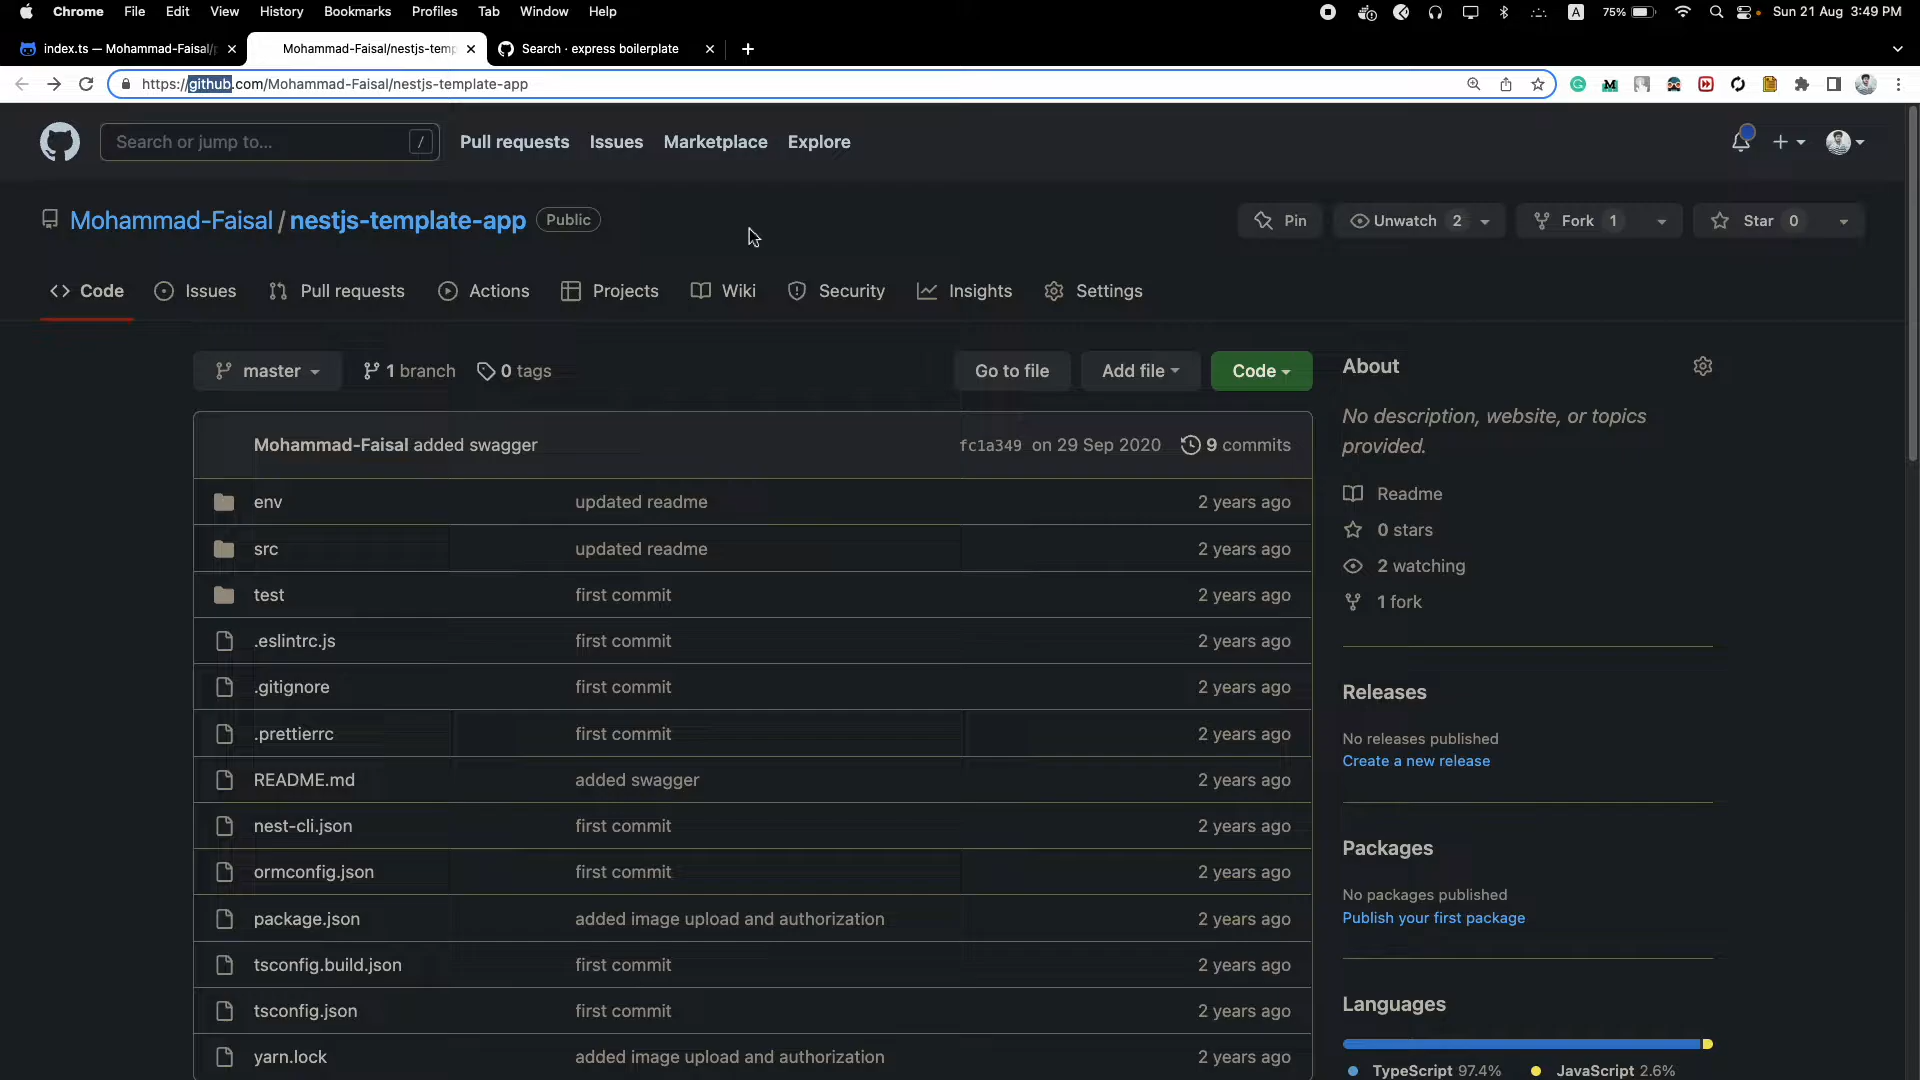 Chrome File Edit View History Bookmarks Profiles Tab Window Help A 75% Sun 21 Aug 3:49 PM
index.ts — Mohammad-Faisal/ Mohammad-Faisal/nestjs-temp Search · express boilerplate
https://github.com/Mohammad-Faisal/nestjs-template-app
Search or jump to... / Pull requests Issues Marketplace Explore
Mohammad-Faisal / nestjs-template-app Public Pin Unwatch 2 Fork 1 Star 0
Code Issues Pull requests Actions Projects Wiki Security Insights Settings
master 1 branch 0 tags Go to file Add file Code
Mohammad-Faisal added swagger fc1a349 on 29 Sep 2020 9 commits
env updated readme 2 years ago
src updated readme 2 years ago
test first commit 2 years ago
.eslintrc.js first commit 2 years ago
.gitignore first commit 2 years ago
.prettierrc first commit 2 years ago
README.md added swagger 2 years ago
nest-cli.json first commit 2 years ago
ormconfig.json first commit 2 years ago
package.json added image upload and authorization 2 years ago
tsconfig.build.json first commit 2 years ago
tsconfig.json first commit 2 years ago
yarn.lock added image upload and authorization 2 years ago
About
No description, website, or topics
provided.
Readme
0 stars
2 watching
1 fork
Releases
No releases published
Create a new release
Packages
No packages published
Publish your first package
Languages
TypeScript 97.4% JavaScript 2.6%